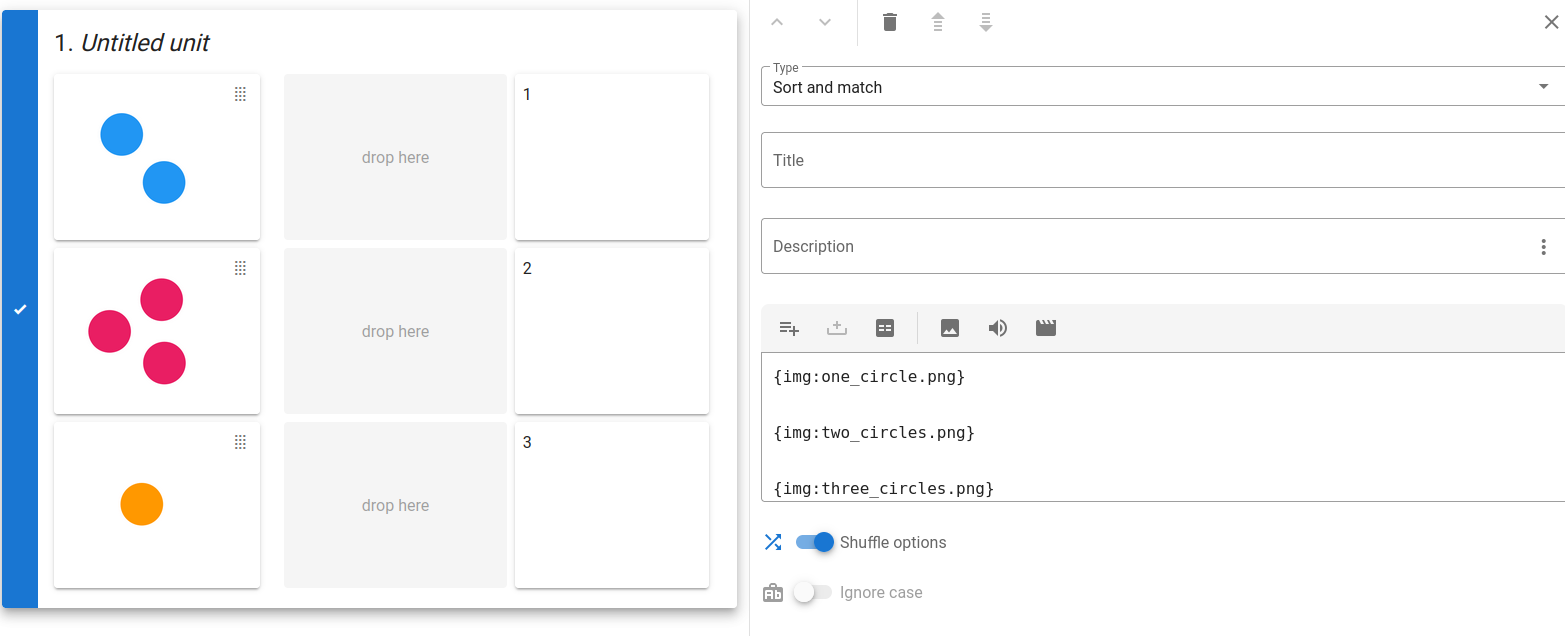 1. Untitled unit
drop here
1
drop here
2
drop here
3
Type
Sort and match
Title
Description
{img:one_circle.png}
{img:two_circles.png}
{img:three_circles.png}
Shuffle options
Ab
Ignore case